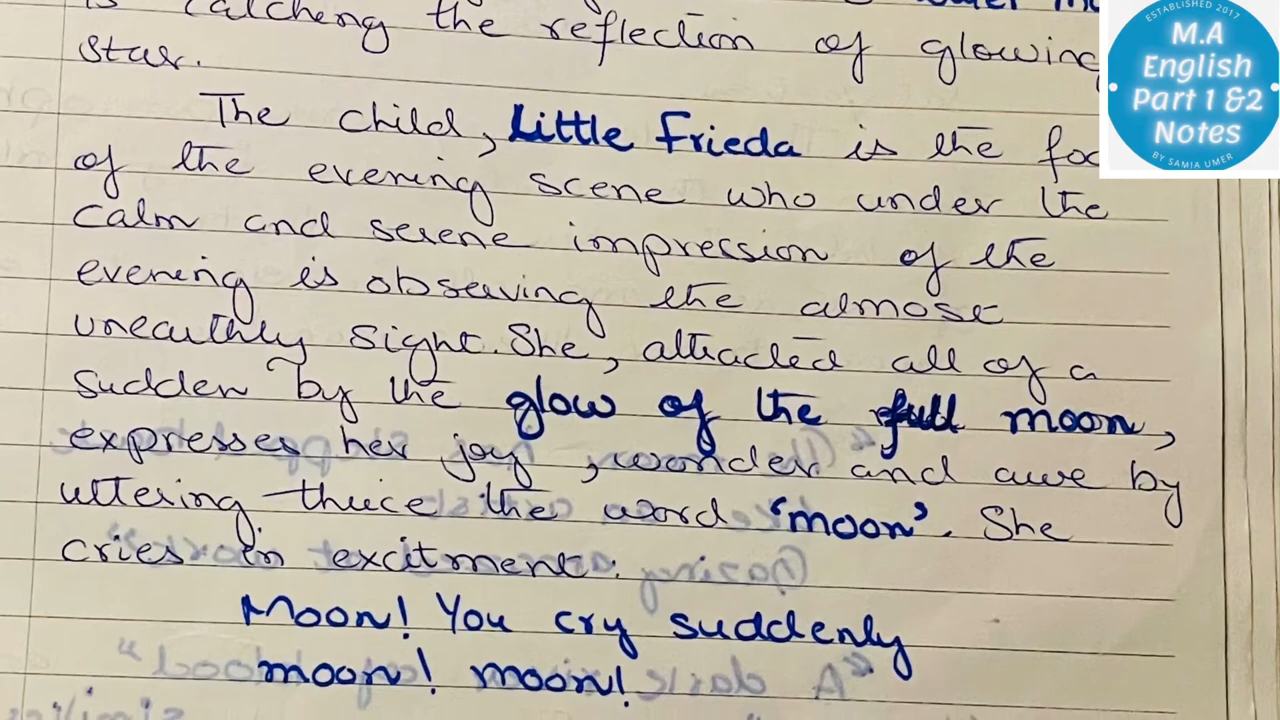 is catching the reflection of glowing
star.
The child, Little Frieda is the foc
of the evening scene who under the
calm and serene impression of the
evening is observing the almost
unearthly sight. She, attracted all of a
sudden by the glow of the full moon,
expresses her joy, wonder and awe by
uttering thrice the word 'moon'. She
cries in excitment.
Moon! You cry suddenly
moon! moon!
ESTABLISHED 2017
M.A
English
Part 1 &2
Notes
BY SAMIA UMER